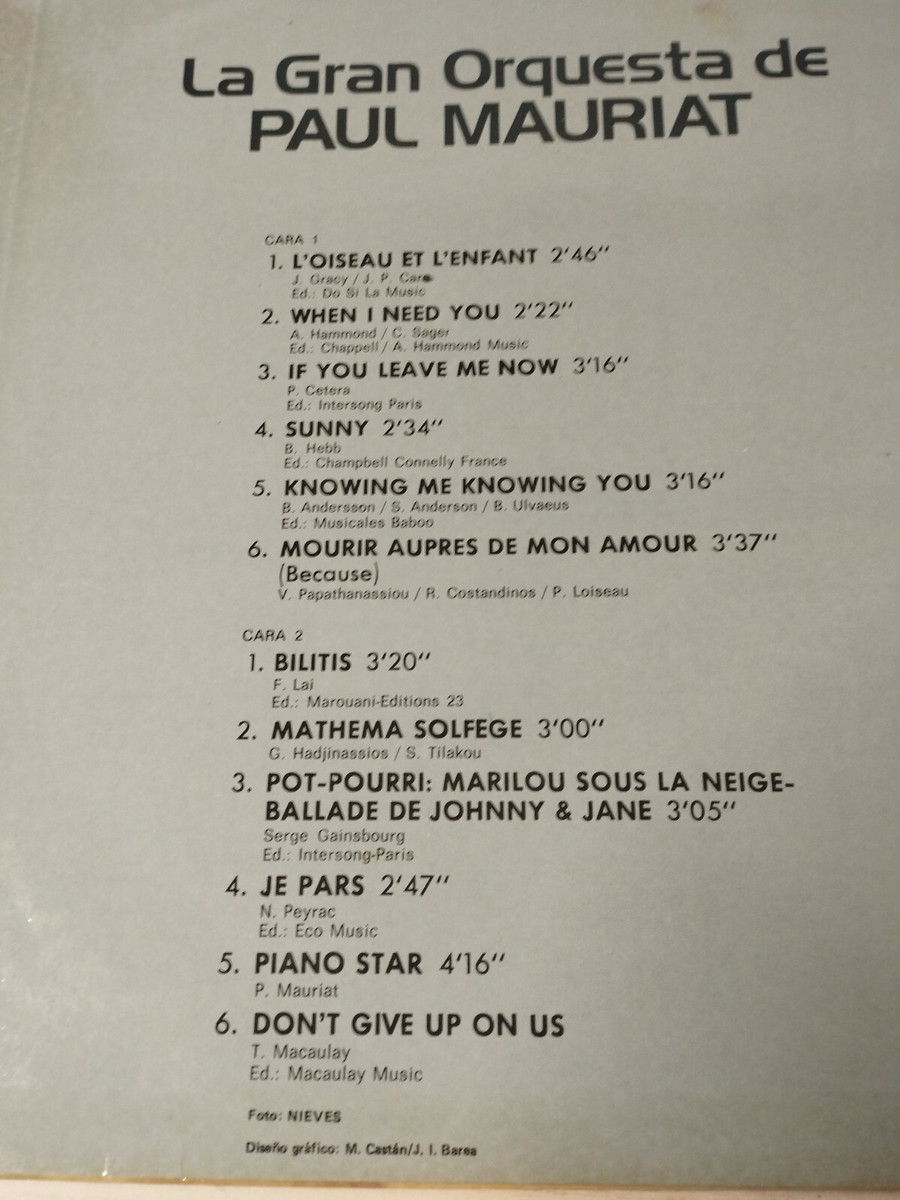 La Gran Orquesta de
PAUL MAURIAT
CARA 1
1. L'OISEAU ET L'ENFANT 2'46"
J. Gracy / J. P. Cara
Ed.: Do Si La Music
2. WHEN I NEED YOU 2'22"
A. Hammond / C. Sager
Ed.: Chappell / A. Hammond Music
3. IF YOU LEAVE ME NOW 3'16"
P. Cetera
Ed.: Intersong Paris
4. SUNNY 2'34"
B. Hebb
Ed.: Champbell Connelly France
5. KNOWING ME KNOWING YOU 3'16"
B. Andersson / S. Anderson / B. Ulvaeus
Ed.: Musicales Baboo
6. MOURIR AUPRES DE MON AMOUR 3'37"
(Because)
V. Papathanassiou / R. Costandinos / P. Loiseau
CARA 2
1. BILITIS 3'20"
F. Lai
Ed.: Marouani-Editions 23
2. MATHEMA SOLFEGE 3'00"
G. Hadjinassios / S. Tilakou
3. POT-POURRI: MARILOU SOUS LA NEIGE-
BALLADE DE JOHNNY & JANE 3'05"
Serge Gainsbourg
Ed.: Intersong-Paris
4. JE PARS 2'47"
N. Peyrac
Ed.: Eco Music
5. PIANO STAR 4'16"
P. Mauriat
6. DON'T GIVE UP ON US
T. Macaulay
Ed.: Macaulay Music
Foto: NIEVES
Diseño gráfico: M. Castán/J. I. Barea